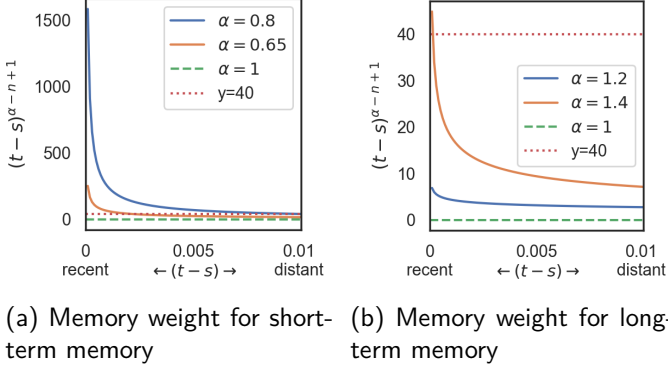 1500
1000
500
0
(t − s)^{α − n + 1}
α = 0.8
α = 0.65
α = 1
y=40
0 0.005 0.01
recent ← (t − s) → distant
(a) Memory weight for short-
term memory
40
30
20
10
0
(t − s)^{α − n + 1}
α = 1.2
α = 1.4
α = 1
y=40
0 0.005 0.01
recent ← (t − s) → distant
(b) Memory weight for long-
term memory